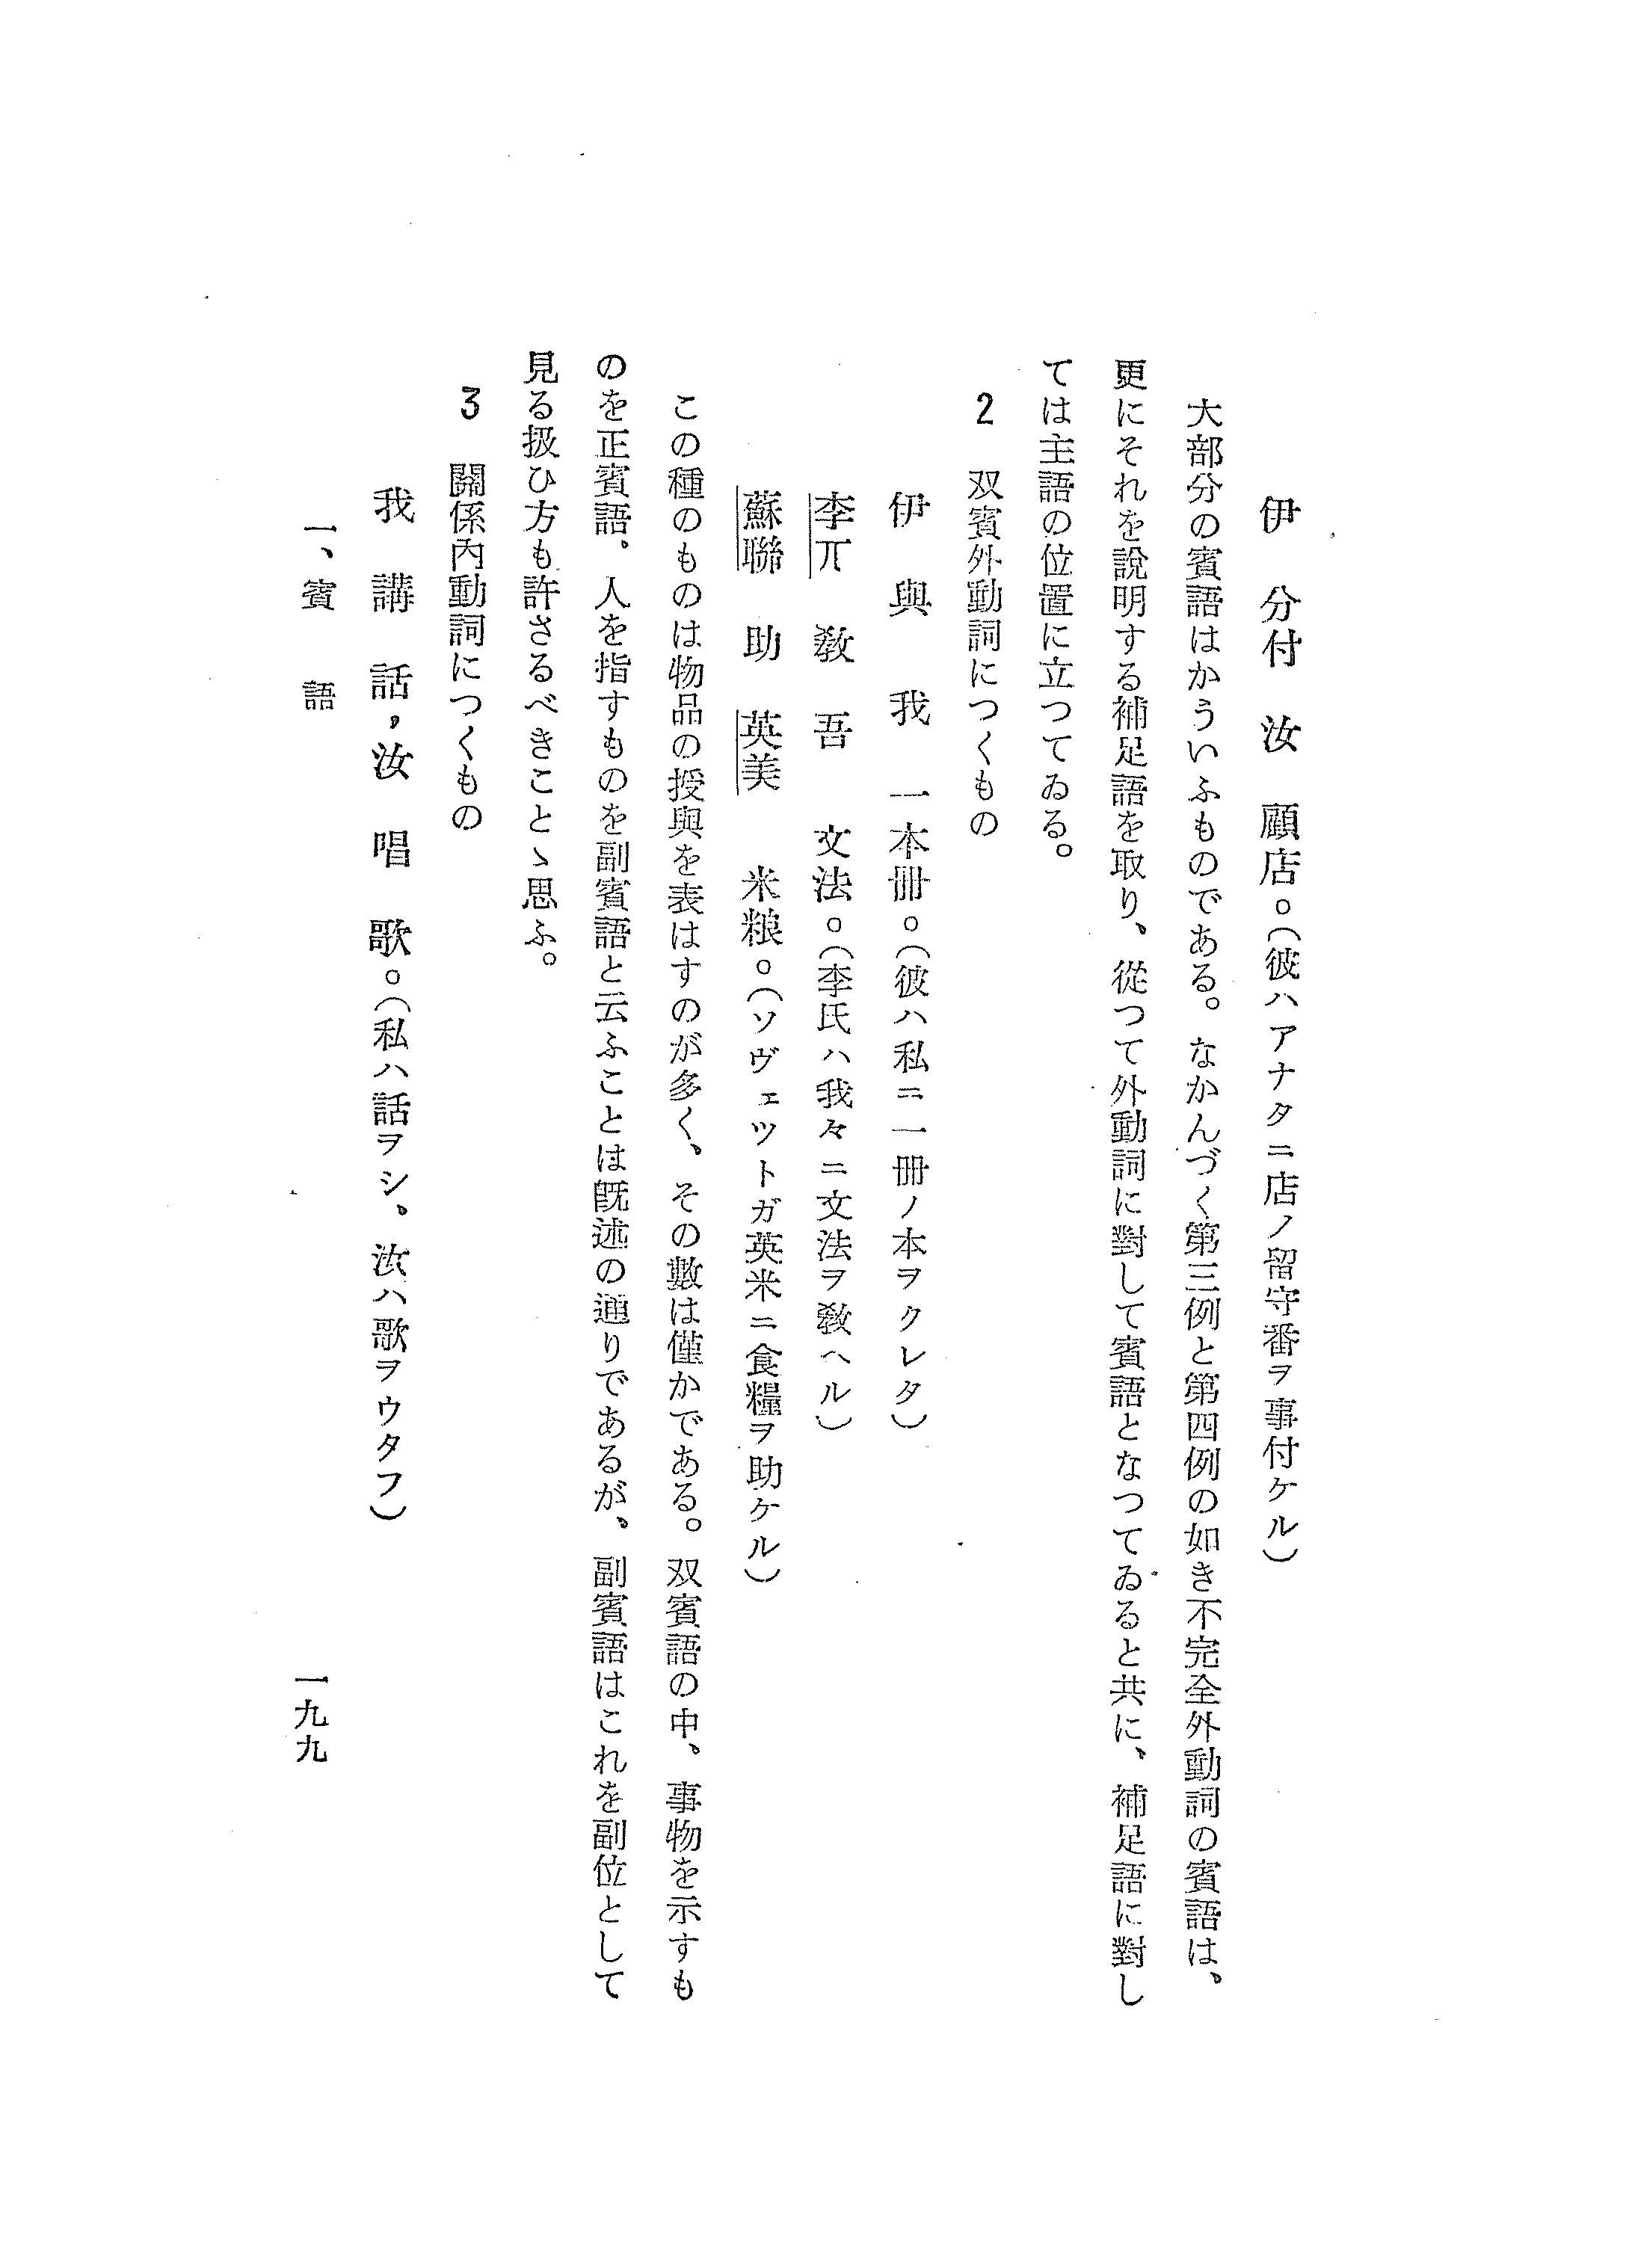 伊　分付　汝　顧店。（彼ハアナタニ店ノ留守番ヲ事付ケル）
大部分の賓語はかういふものである。なかんづく第三例と第四例の如き不完全外動詞の賓語は、
更にそれを說明する補足語を取り、從つて外動詞に對して賓語となつてゐると共に、補足語に對し
ては主語の位置に立つてゐる。
2　双賓外動詞につくもの
伊　與　我　一本冊。（彼ハ私ニ一冊ノ本ヲクレタ）
李丌　敎　吾　文法。（李氏ハ我々ニ文法ヲ敎ヘル）
蘇聯　助　英美　米粮。（ソヴェツトガ英米ニ食糧ヲ助ケル）
この種のものは物品の授與を表はすのが多く、その數は僅かである。双賓語の中、事物を示すも
のを正賓語。人を指すものを副賓語と云ふことは旣述の通りであるが、副賓語はこれを副位として
見る扱ひ方も許さるべきことゝ思ふ。
3　關係內動詞につくもの
我　講　話，汝　唱　歌。（私ハ話ヲシ、汝ハ歌ヲウタフ）
一、賓　語
一九九